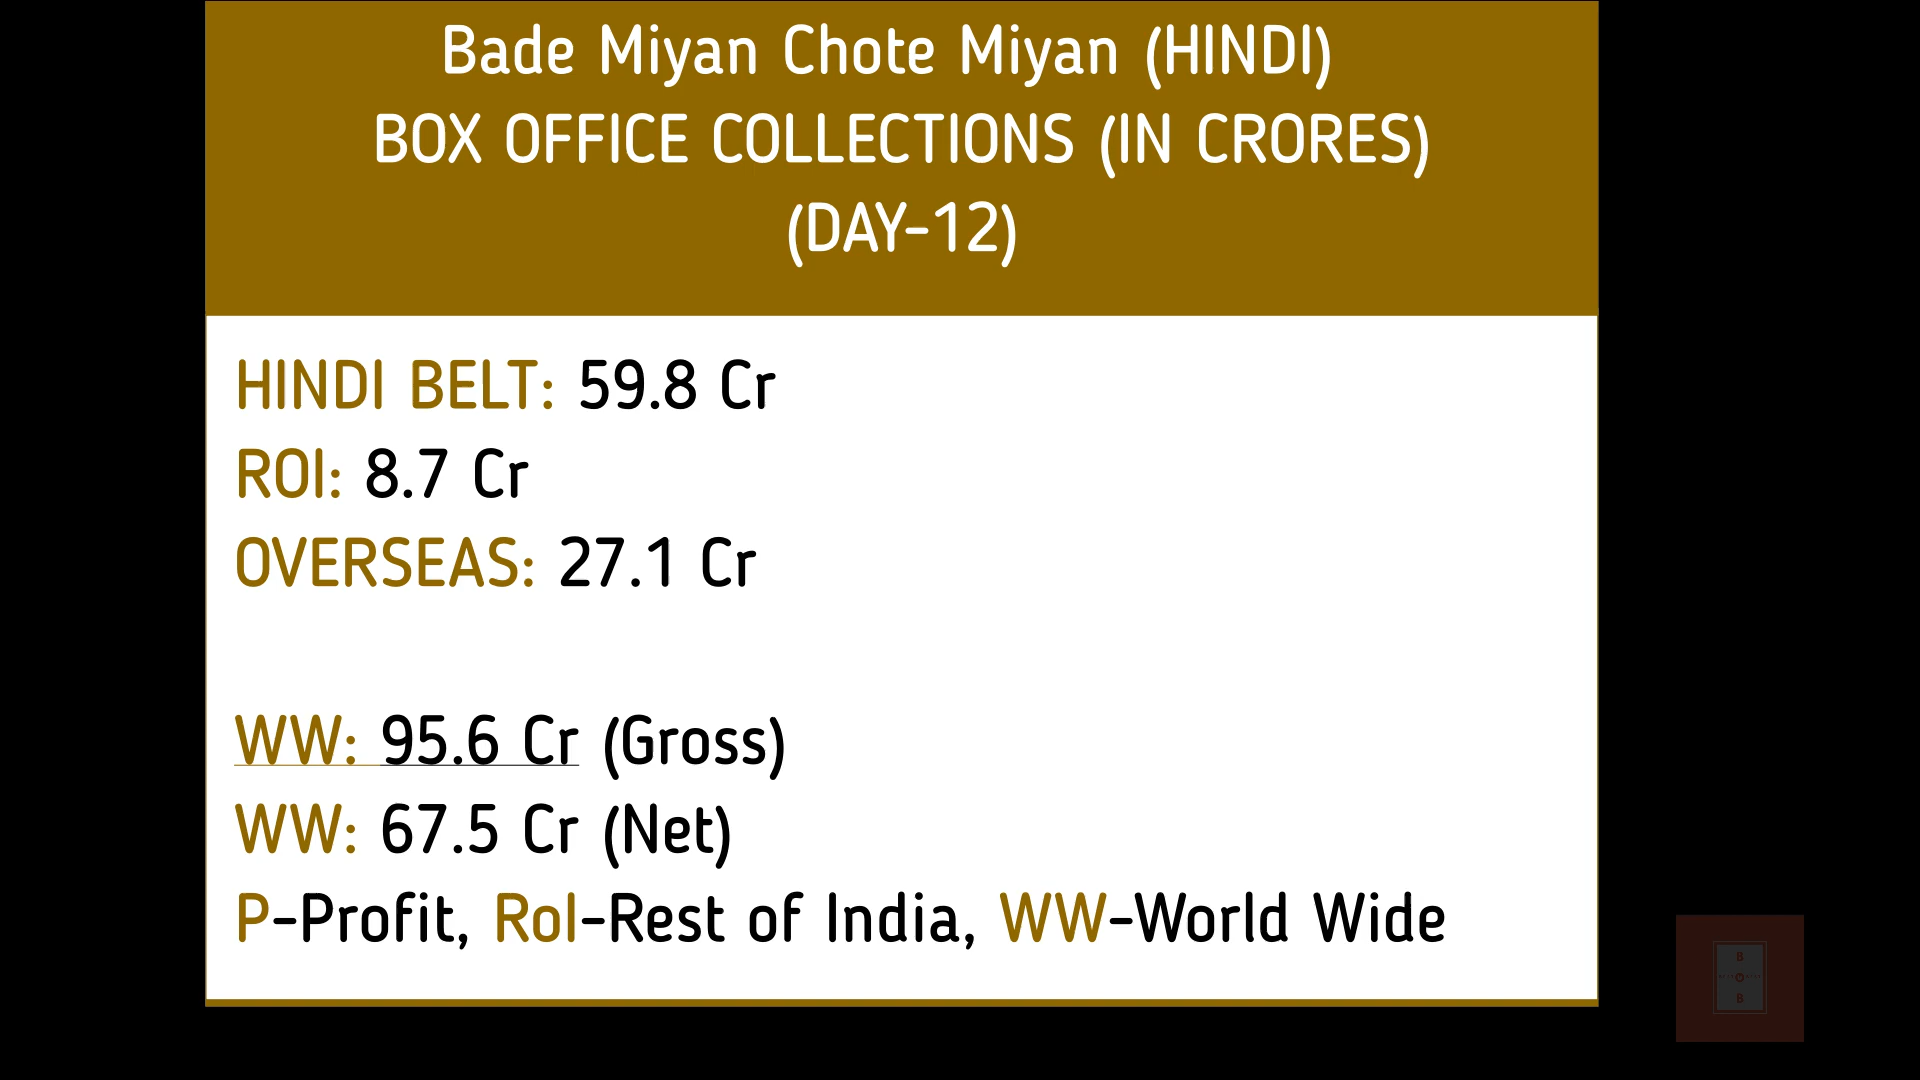 Bade Miyan Chote Miyan (HINDI)
BOX OFFICE COLLECTIONS (IN CRORES)
(DAY-12)
HINDI BELT: 59.8 Cr
ROI: 8.7 Cr
OVERSEAS: 27.1 Cr
WW: 95.6 Cr (Gross)
WW: 67.5 Cr (Net)
P-Profit, RoI-Rest of India, WW-World Wide
B
O
B